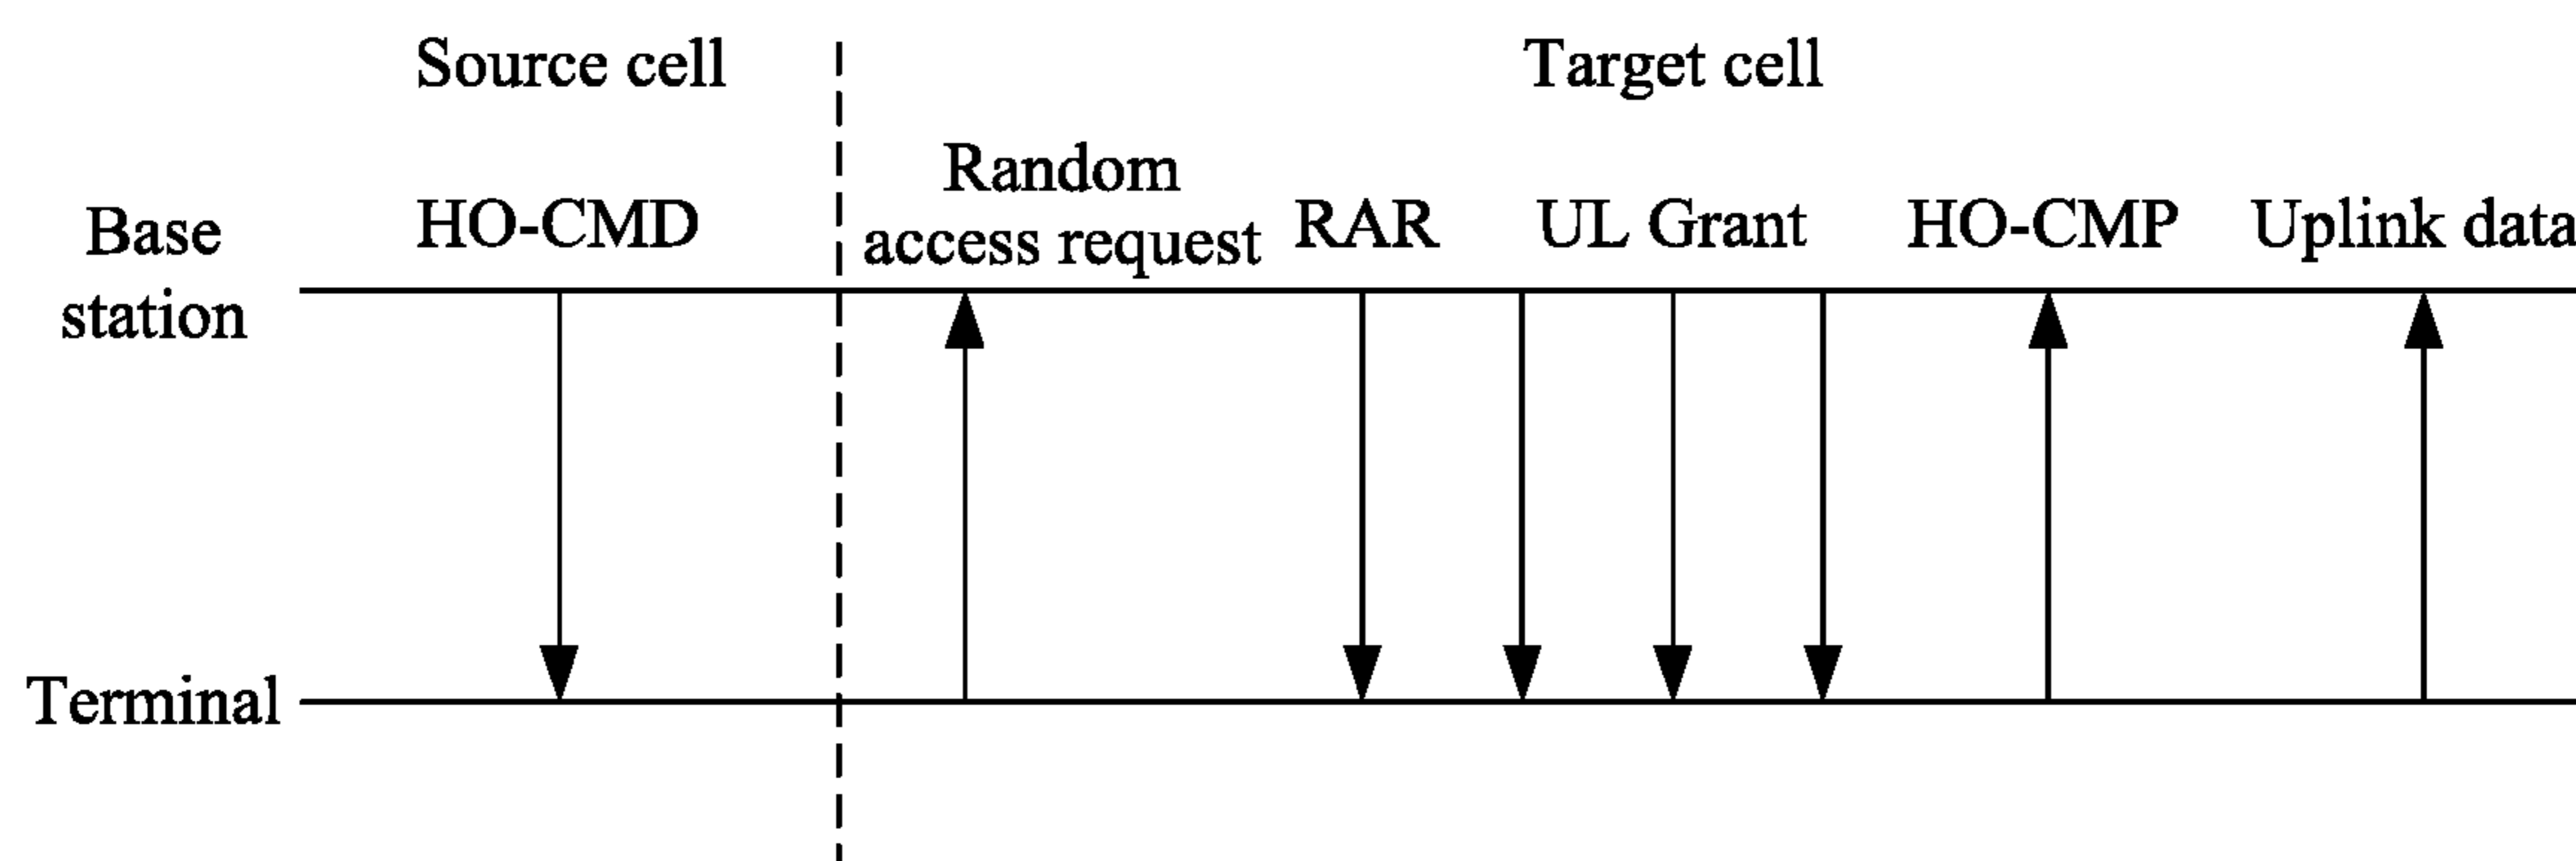 Source cell
Target cell
Base
station
HO-CMD
Random
access request
RAR
UL Grant
HO-CMP
Uplink data
Terminal